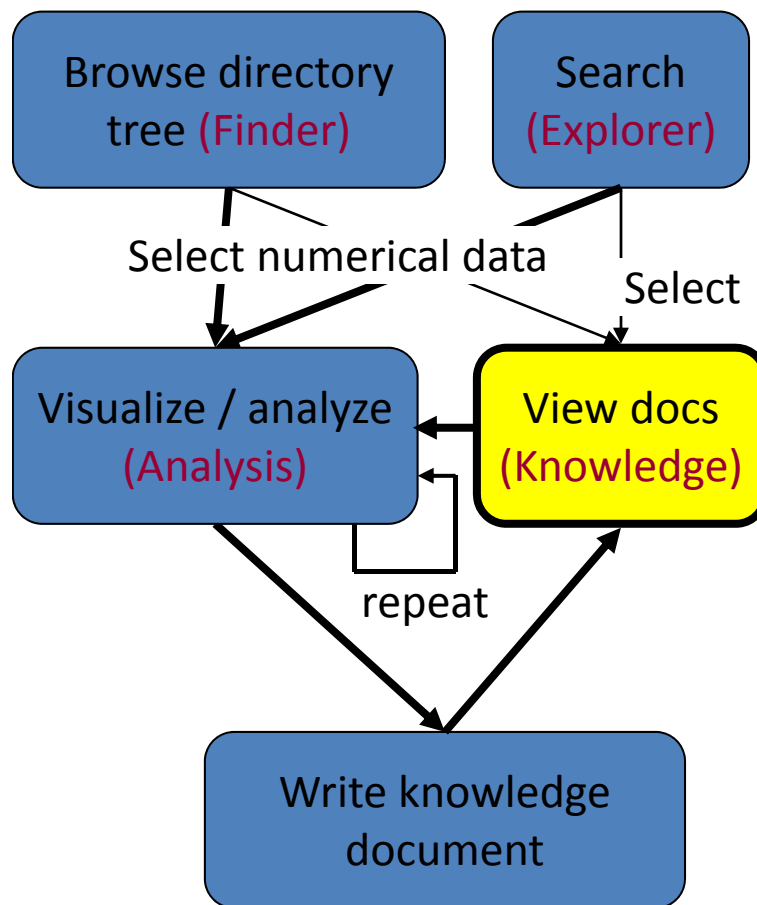 Browse directory
tree (Finder)
Search
(Explorer)
Select numerical data
Select
Visualize / analyze
(Analysis)
View docs
(Knowledge)
repeat
Write knowledge
document